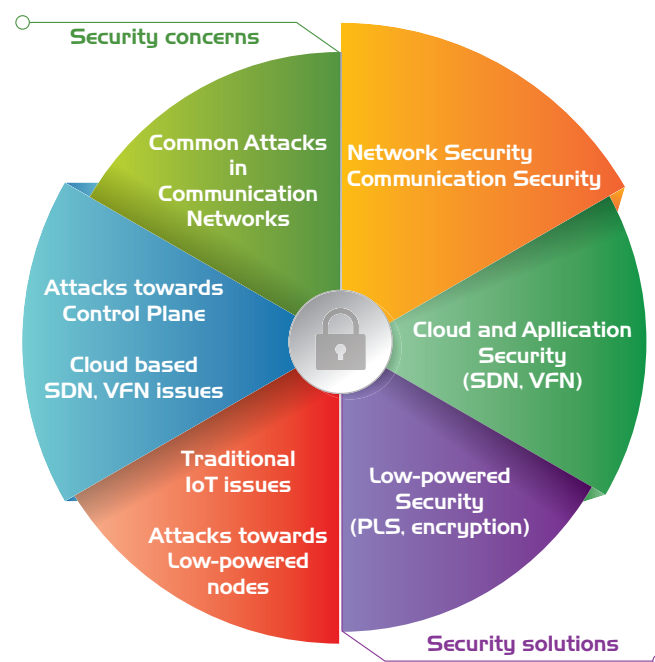 Security concerns
Common Attacks
in
Communication
Networks
Network Security
Communication Security
Attacks towards
Control Plane
Cloud based
SDN, VFN issues
Cloud and Apllication
Security
(SDN, VFN)
Traditional
IoT issues
Attacks towards
Low-powered
nodes
Low-powered
Security
(PLS, encryption)
Security solutions